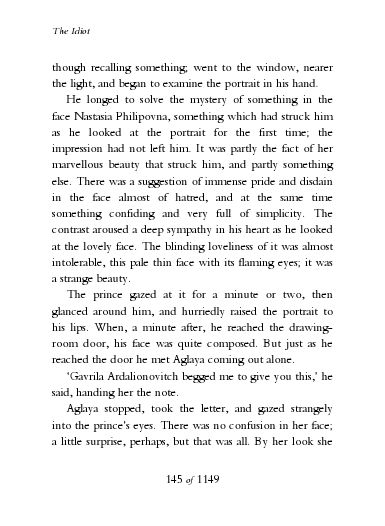 The Idiot
though recalling something; went to the window, nearer
the light, and began to examine the portrait in his hand.
He longed to solve the mystery of something in the
face Nastasia Philipovna, something which had struck him
as he looked at the portrait for the first time; the
impression had not left him. It was partly the fact of her
marvellous beauty that struck him, and partly something
else. There was a suggestion of immense pride and disdain
in the face almost of hatred, and at the same time
something confiding and very full of simplicity. The
contrast aroused a deep sympathy in his heart as he looked
at the lovely face. The blinding loveliness of it was almost
intolerable, this pale thin face with its flaming eyes; it was
a strange beauty.
The prince gazed at it for a minute or two, then
glanced around him, and hurriedly raised the portrait to
his lips. When, a minute after, he reached the drawing-
room door, his face was quite composed. But just as he
reached the door he met Aglaya coming out alone.
‘Gavrila Ardalionovitch begged me to give you this,’ he
said, handing her the note.
Aglaya stopped, took the letter, and gazed strangely
into the prince’s eyes. There was no confusion in her face;
a little surprise, perhaps, but that was all. By her look she
145 of 1149